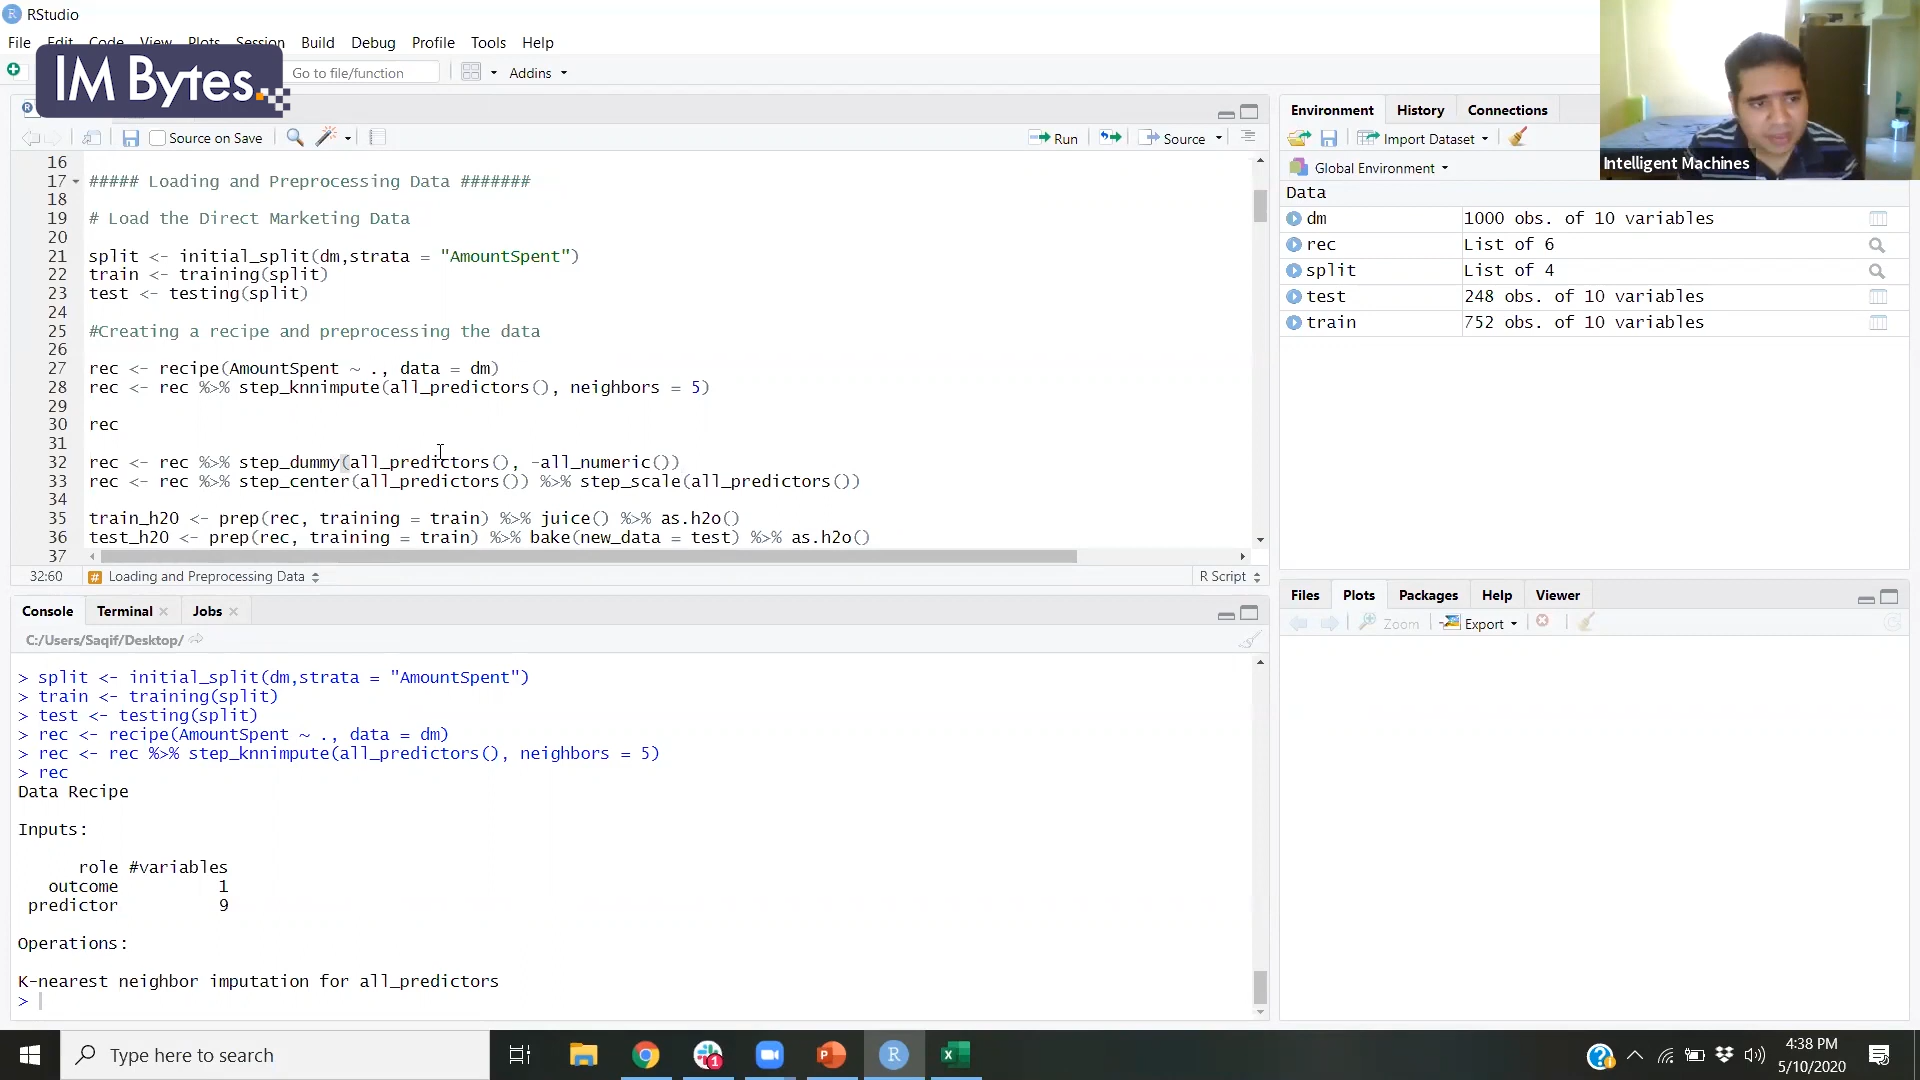 RStudio
File Edit Code View Plots Session Build Debug Profile Tools Help
IM Bytes.
Go to file/function
Addins
Source on Save
Run
Source
16
17 ##### Loading and Preprocessing Data #######
18
19 # Load the Direct Marketing Data
20
21 split <- initial_split(dm,strata = "AmountSpent")
22 train <- training(split)
23 test <- testing(split)
24
25 #Creating a recipe and preprocessing the data
26
27 rec <- recipe(AmountSpent ~ ., data = dm)
28 rec <- rec %>% step_knnimpute(all_predictors(), neighbors = 5)
29
30 rec
31
32 rec <- rec %>% step_dummy(all_predictors(), -all_numeric())
33 rec <- rec %>% step_center(all_predictors()) %>% step_scale(all_predictors())
34
35 train_h2O <- prep(rec, training = train) %>% juice() %>% as.h2o()
36 test_h2O <- prep(rec, training = train) %>% bake(new_data = test) %>% as.h2o()
37
32:60 # Loading and Preprocessing Data R Script
Console Terminal Jobs
C:/Users/Saqif/Desktop/
> split <- initial_split(dm,strata = "AmountSpent")
> train <- training(split)
> test <- testing(split)
> rec <- recipe(AmountSpent ~ ., data = dm)
> rec <- rec %>% step_knnimpute(all_predictors(), neighbors = 5)
> rec
Data Recipe
Inputs:
role #variables
outcome 1
predictor 9
Operations:
K-nearest neighbor imputation for all_predictors
>
Environment History Connections
Import Dataset
Global Environment
Data
dm 1000 obs. of 10 variables
rec List of 6
split List of 4
test 248 obs. of 10 variables
train 752 obs. of 10 variables
Intelligent Machines
Files Plots Packages Help Viewer
Zoom Export
Type here to search
4:38 PM
5/10/2020